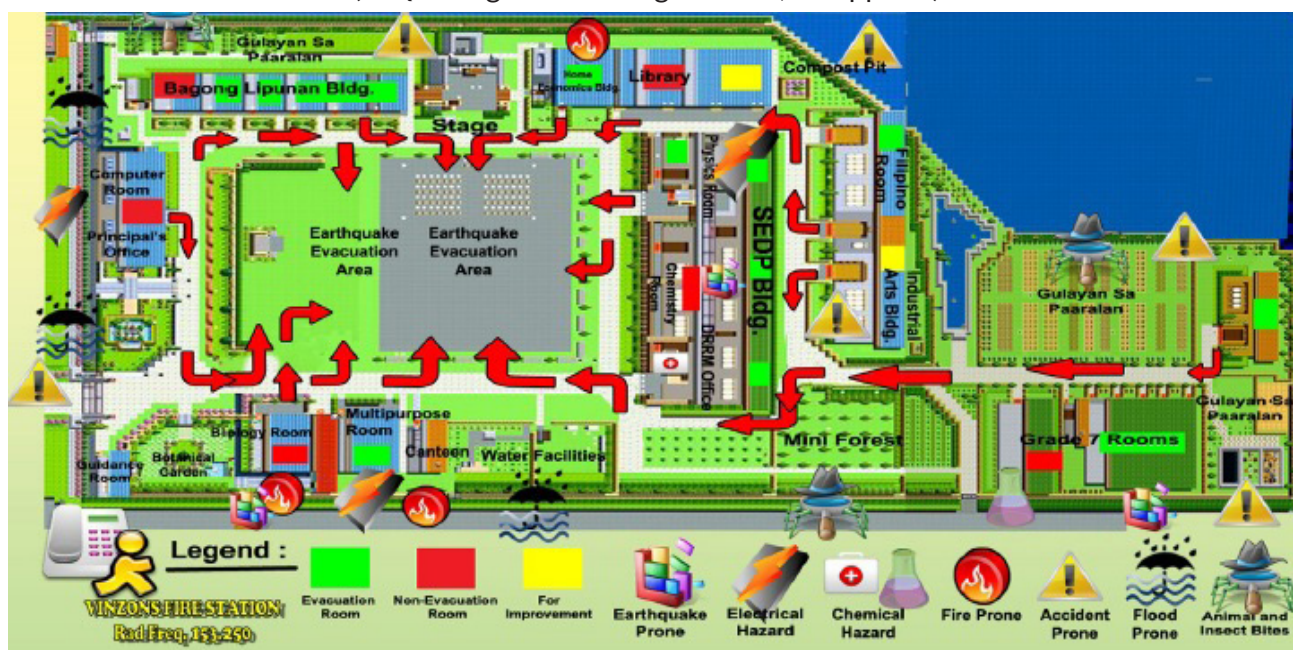 Gulayan Sa
Paaralan
Bagong Lipunan Bldg.
Stage
Home
Economics Bldg.
Library
Compost Pit
Computer
Room
Principal's
Office
Earthquake
Evacuation
Area
Earthquake
Evacuation
Area
Physics Room
Chemistry
Room
DRRM Office
SEDP Bldg
Filipino
Room
Industrial
Arts Bldg.
Gulayan Sa
Paaralan
Gulayan Sa
Paaralan
Grade 7 Rooms
Mini Forest
Biology Room
Multipurpose
Room
Canteen
Water Facilities
Guidance
Room
Botanical
Garden
Legend :
VINZONS FIRE STATION
Rad Freq, 153.250
Evacuation
Room
Non-Evacuation
Room
For
Improvement
Earthquake
Prone
Electrical
Hazard
Chemical
Hazard
Fire Prone
Accident
Prone
Flood
Prone
Animal and
Insect Bites